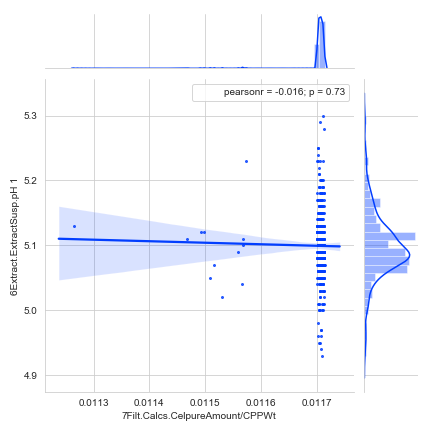 pearsonr = -0.016; p = 0.73
5.3
5.2
5.1
5.0
4.9
6Extract.ExtractSusp.pH 1
0.0113 0.0114 0.0115 0.0116 0.0117
7Filt.Calcs.CelpureAmount/CPPWt